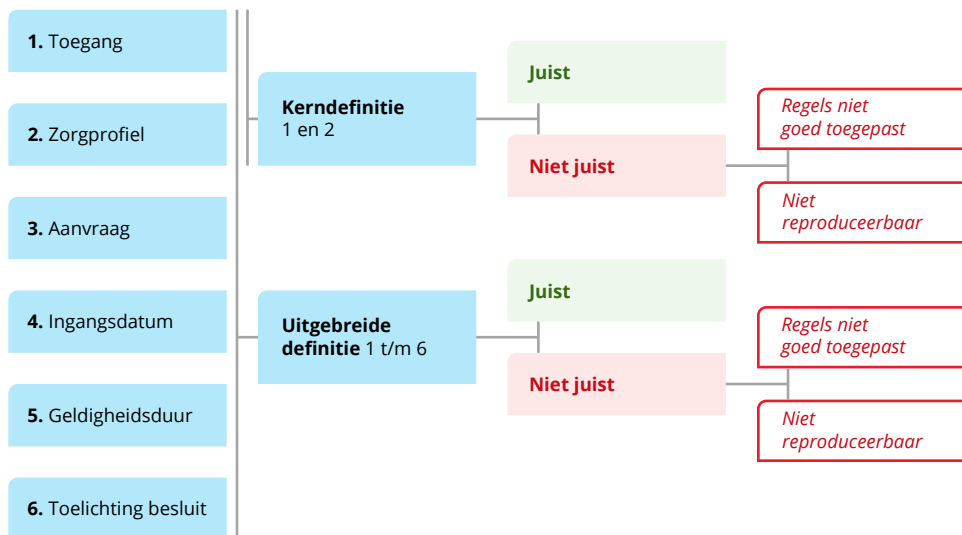 1. Toegang
2. Zorgprofiel
3. Aanvraag
4. Ingangsdatum
5. Geldigheidsduur
6. Toelichting besluit
Kerndefinitie
1 en 2
Juist
Niet juist
Regels niet
goed toegepast
Niet
reproduceerbaar
Uitgebreide
definitie 1 t/m 6
Juist
Niet juist
Regels niet
goed toegepast
Niet
reproduceerbaar